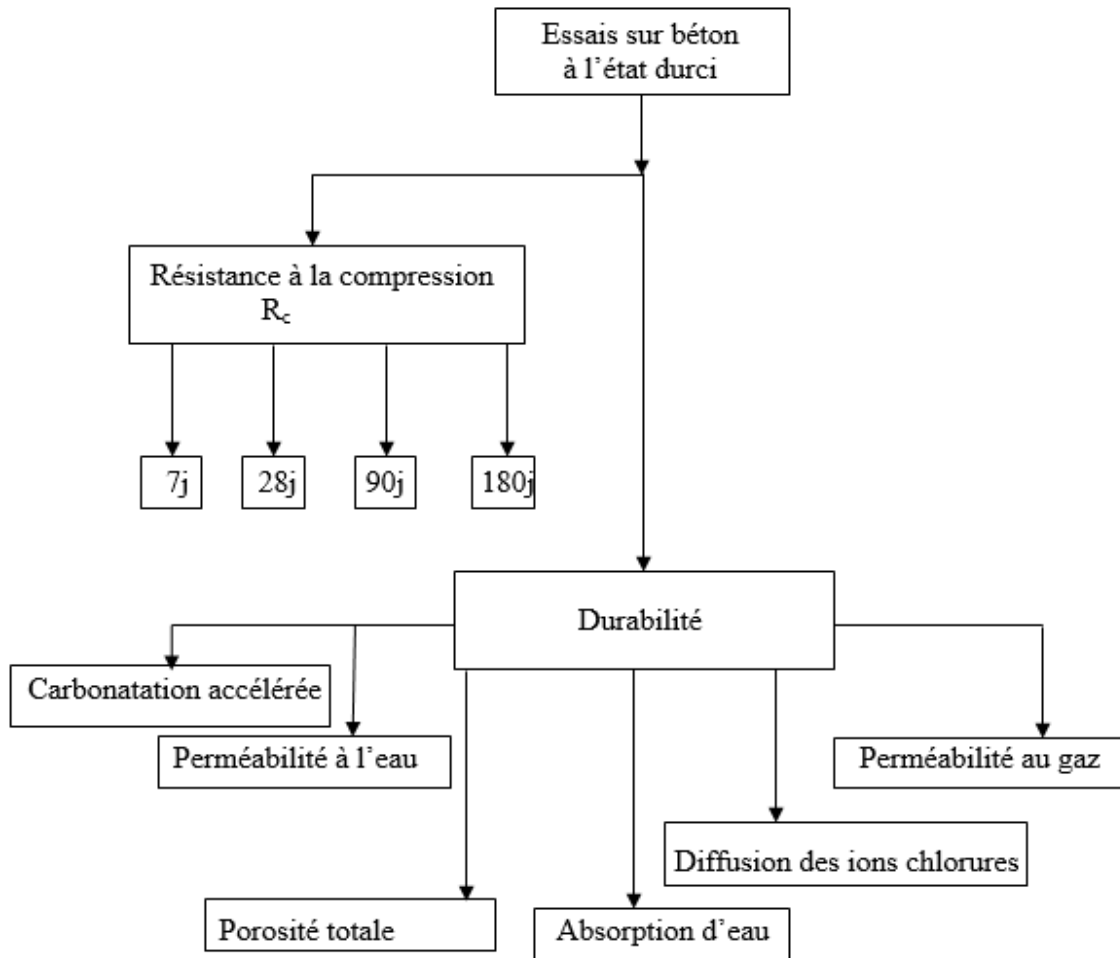 Essais sur béton
à l'état durci
Résistance à la compression
Rc
7j
28j
90j
180j
Durabilité
Carbonatation accélérée
Perméabilité à l'eau
Perméabilité au gaz
Diffusion des ions chlorures
Porosité totale
Absorption d'eau